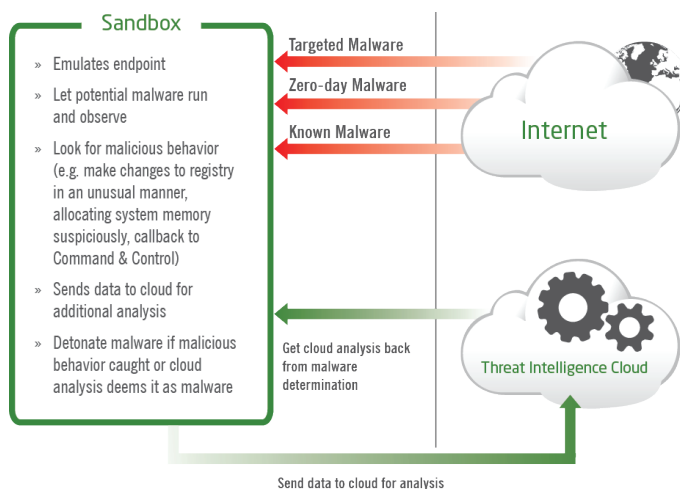 Sandbox
» Emulates endpoint
» Let potential malware run
and observe
» Look for malicious behavior
(e.g. make changes to registry
in an unusual manner,
allocating system memory
suspiciously, callback to
Command & Control)
» Sends data to cloud for
additional analysis
» Detonate malware if malicious
behavior caught or cloud
analysis deems it as malware
Targeted Malware
Zero-day Malware
Known Malware
Internet
Get cloud analysis back
from malware
determination
Threat Intelligence Cloud
Send data to cloud for analysis